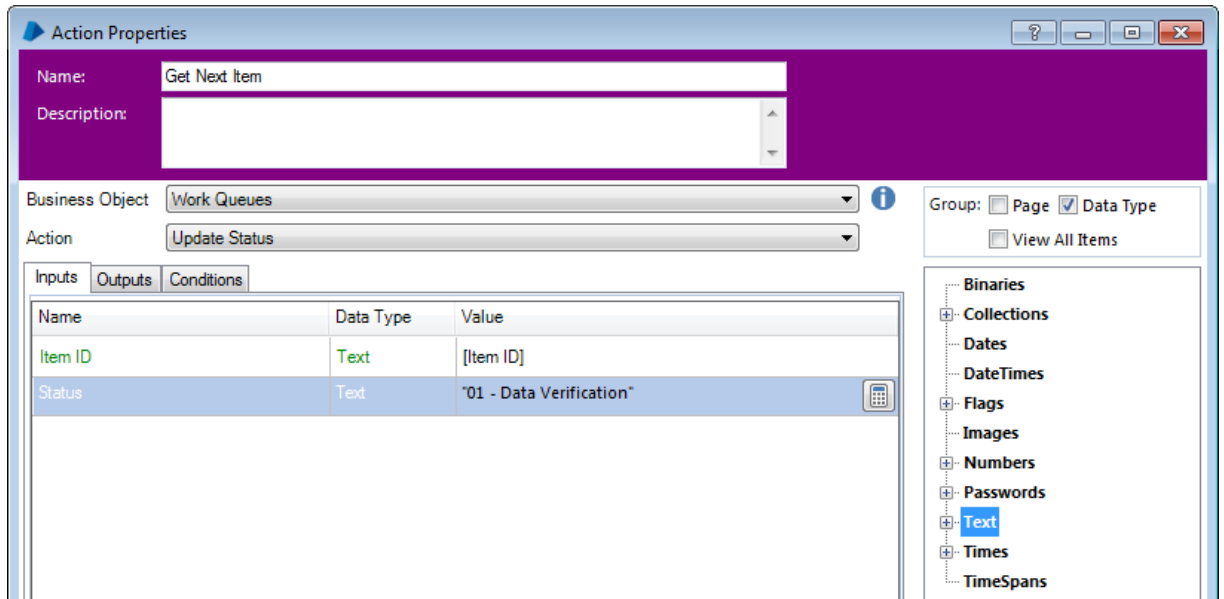 Action Properties
Name: Get Next Item
Description:
Business Object Work Queues
Action Update Status
Group: Page Data Type
View All Items
Inputs Outputs Conditions
Name Data Type Value
Item ID Text [Item ID]
Status Text "01 - Data Verification"
Binaries
Collections
Dates
DateTimes
Flags
Images
Numbers
Passwords
Text
Times
TimeSpans